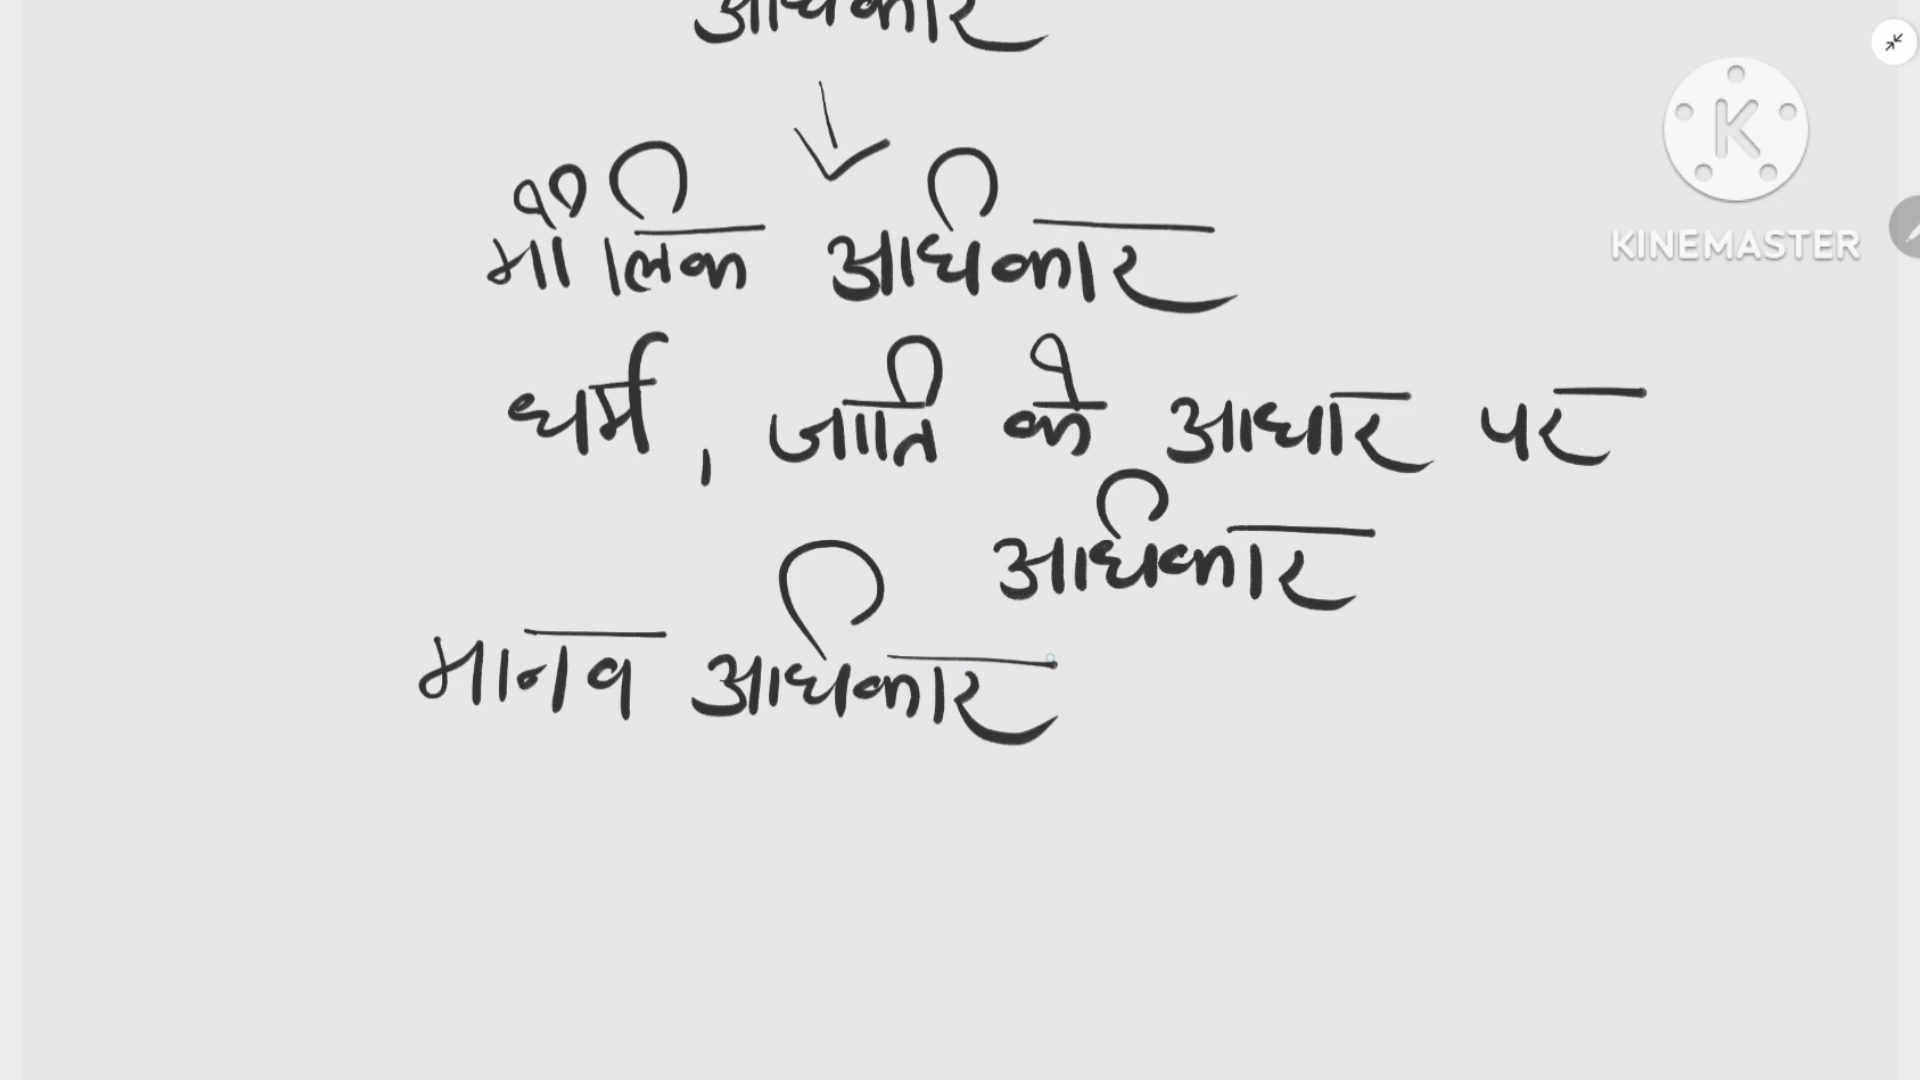 अधिकार
मौलिक अधिकार
धर्म, जाति के आधार पर
अधिकार
मानव अधिकार
K
KINEMASTER